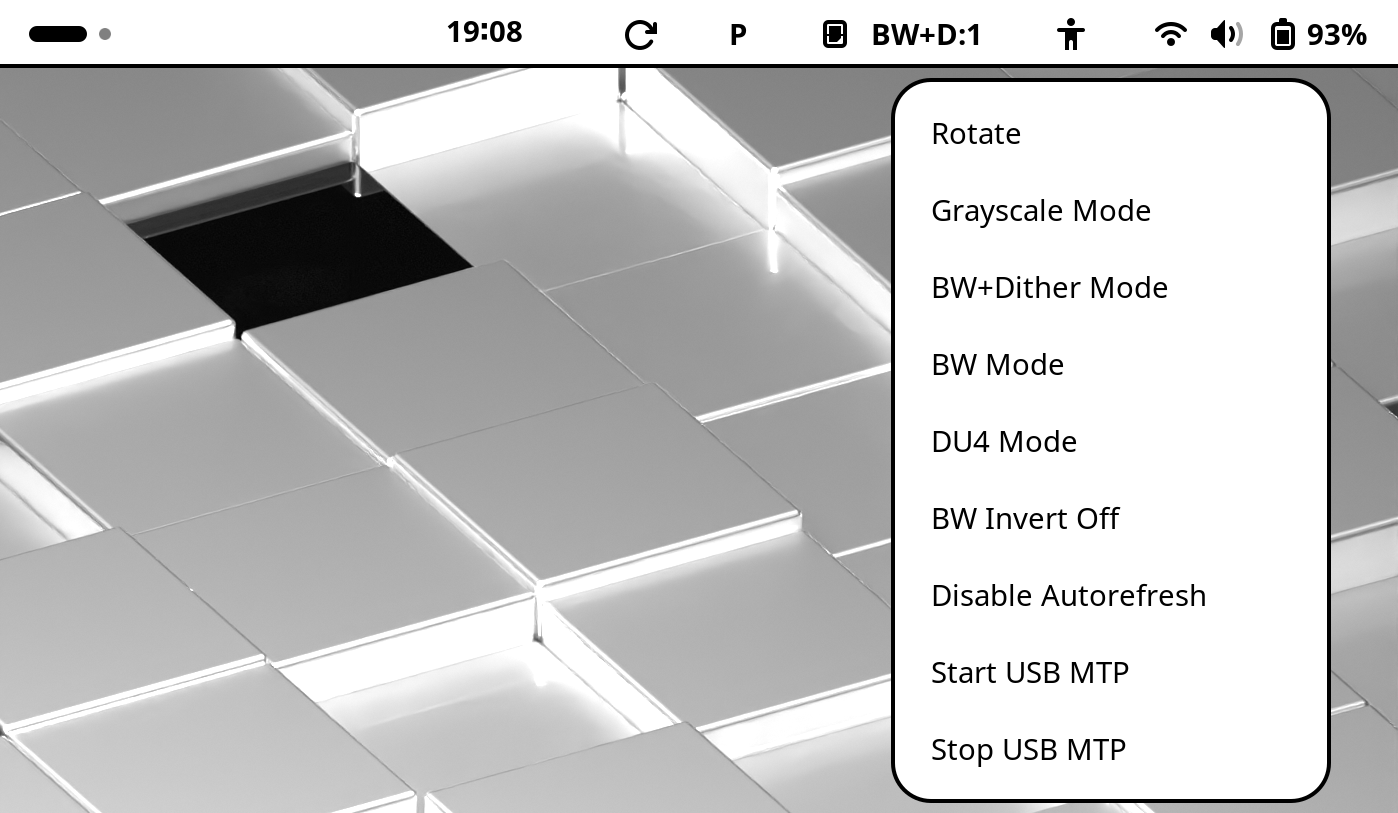 19:08 P BW+D:1 93%
Rotate
Grayscale Mode
BW+Dither Mode
BW Mode
DU4 Mode
BW Invert Off
Disable Autorefresh
Start USB MTP
Stop USB MTP